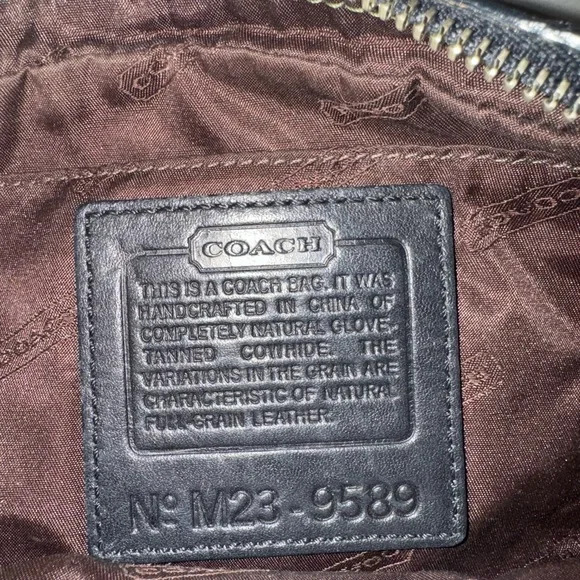 COACH
THIS IS A COACH BAG. IT WAS
HANDCRAFTED IN CHINA OF
COMPLETELY NATURAL GLOVE-
TANNED COWHIDE. THE
VARIATIONS IN THE GRAIN ARE
CHARACTERISTIC OF NATURAL
FULL-GRAIN LEATHER.
Nº M23-9589